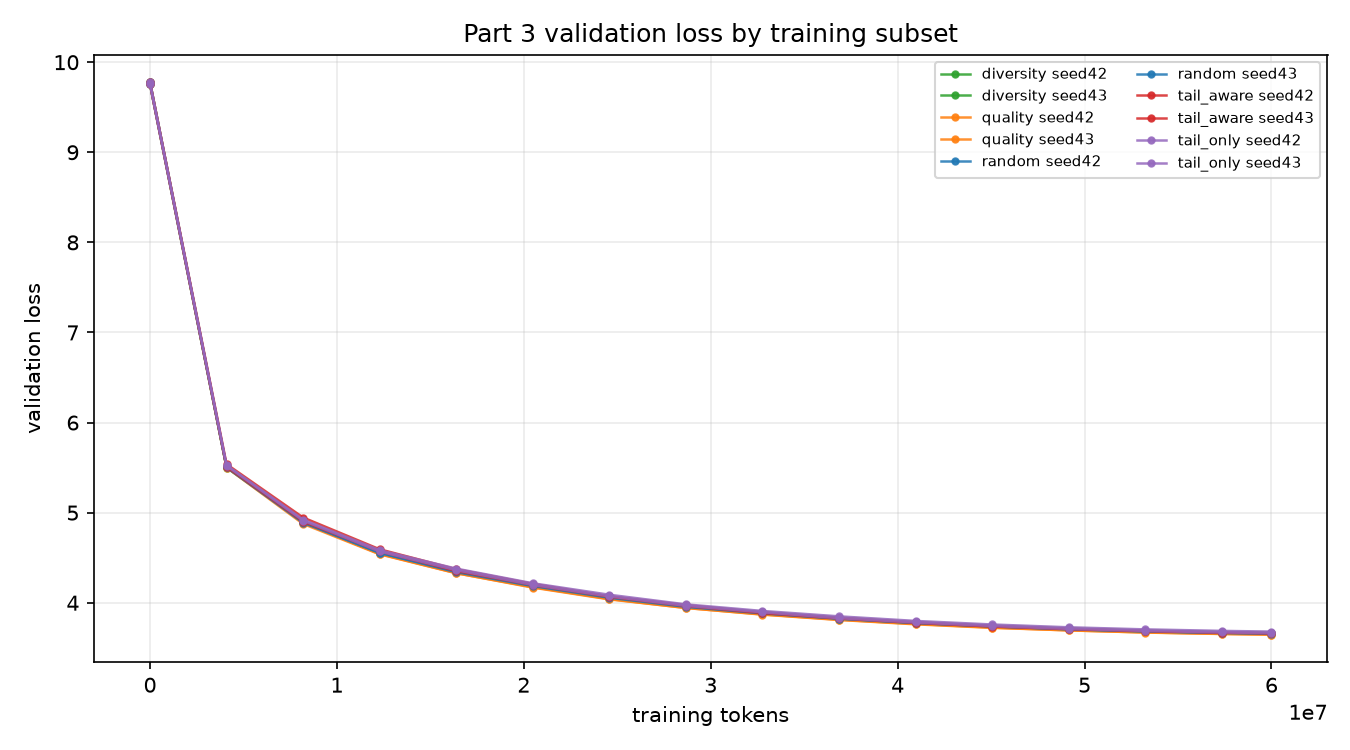 Part 3 validation loss by training subset
10
9
8
7
6
5
4
validation loss
diversity seed42
diversity seed43
quality seed42
quality seed43
random seed42
random seed43
tail_aware seed42
tail_aware seed43
tail_only seed42
tail_only seed43
0 1 2 3 4 5 6
1e7
training tokens